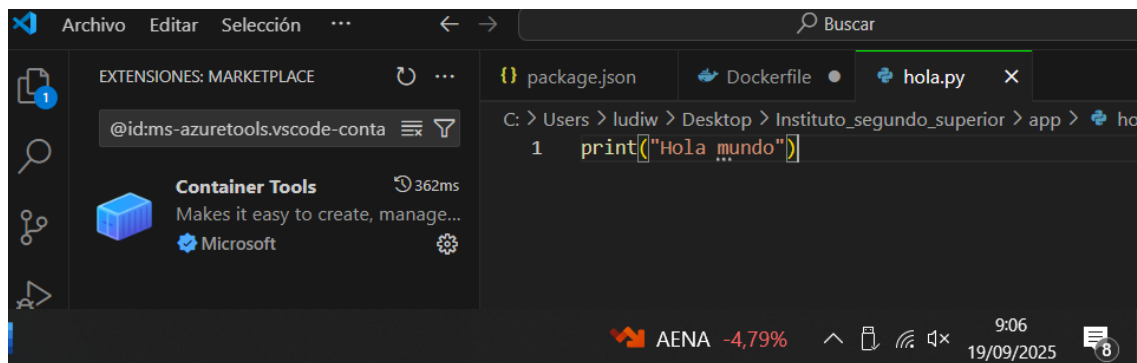 Archivo Editar Selección ··· ← → Buscar
EXTENSIONES: MARKETPLACE ···
{} package.json Dockerfile ● hola.py ×
1
@id:ms-azuretools.vscode-conta
C: > Users > ludiw > Desktop > Instituto_segundo_superior > app > ho
1 print("Hola mundo")
Container Tools 362ms
Makes it easy to create, manage...
Microsoft
AENA -4,79%
9:06
19/09/2025
8